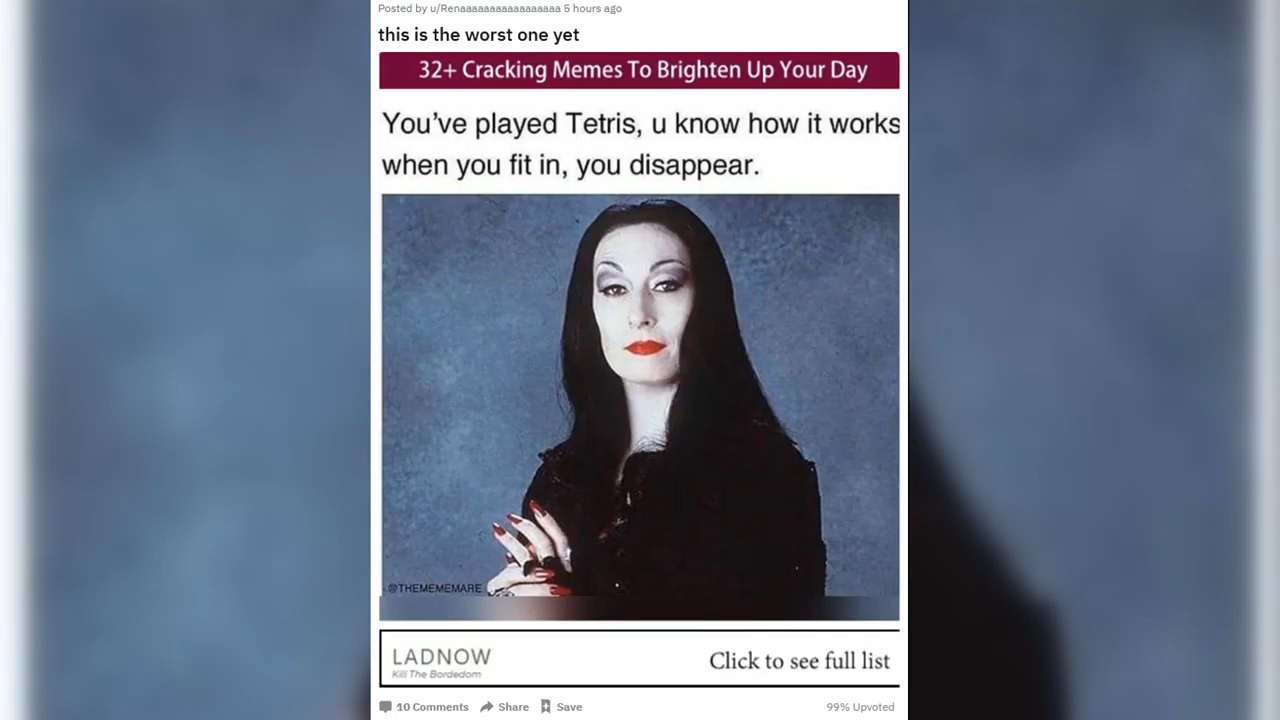 Posted by u/Renaaaaaaaaaaaaaaaaa 5 hours ago
this is the worst one yet
32+ Cracking Memes To Brighten Up Your Day
You've played Tetris, u know how it works
when you fit in, you disappear.
@THEMEMEMARE
LADNOW
Kill The Bordedom
Click to see full list
10 Comments Share Save 99% Upvoted